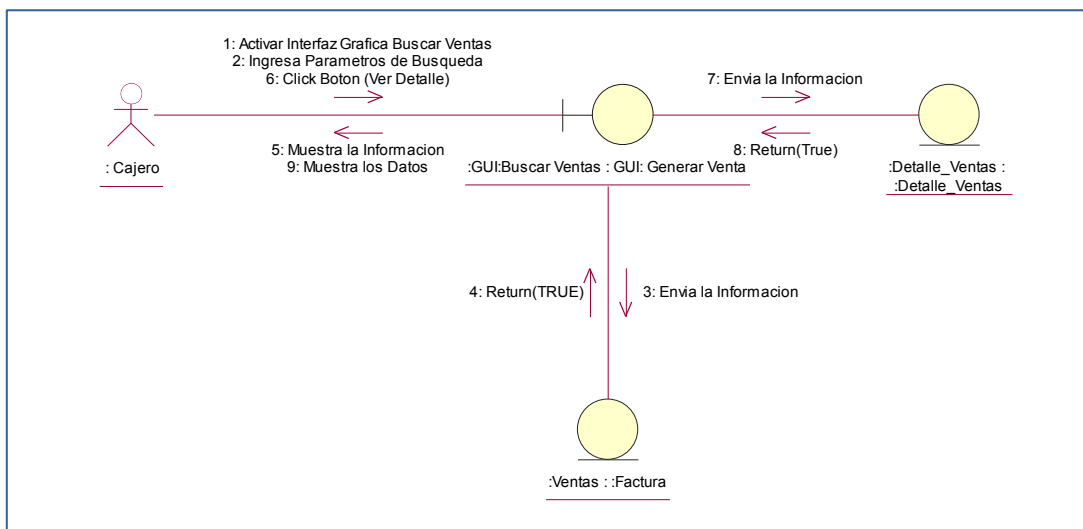 1: Activar Interfaz Grafica Buscar Ventas
2: Ingresa Parametros de Busqueda
6: Click Boton (Ver Detalle)
7: Envia la Informacion
5: Muestra la Informacion
9: Muestra los Datos
8: Return(True)
: Cajero
:GUI:Buscar Ventas : GUI: Generar Venta
:Detalle_Ventas :
:Detalle_Ventas
4: Return(TRUE)
3: Envia la Informacion
:Ventas : :Factura